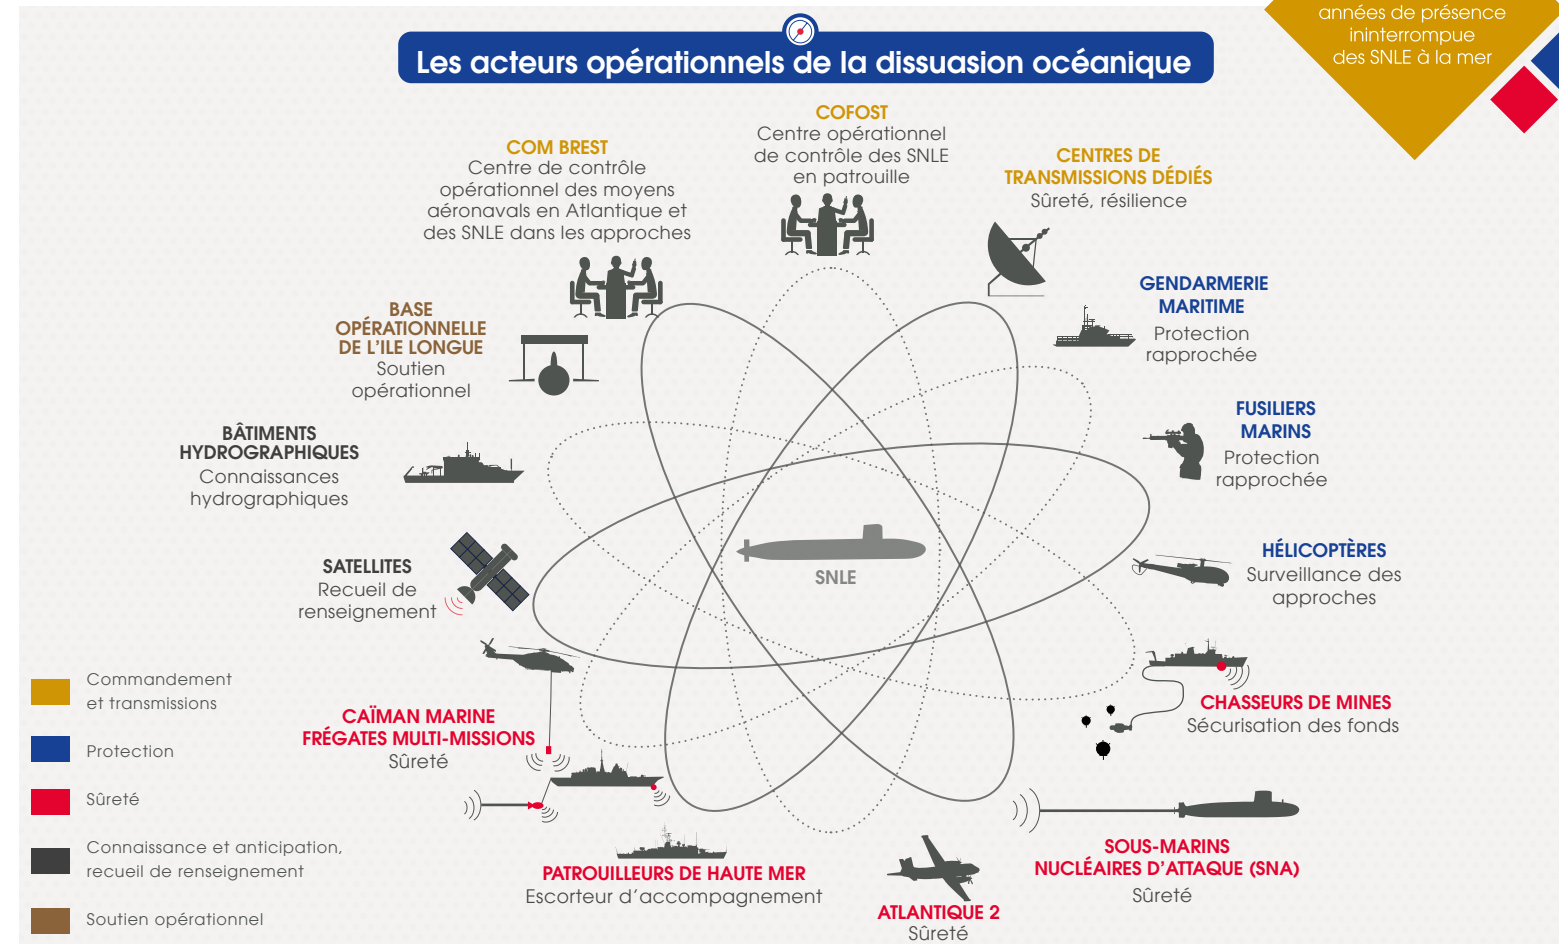 années de présence
ininterrompue
des SNLE à la mer
Les acteurs opérationnels de la dissuasion océanique
COFOST
Centre opérationnel
de contrôle des SNLE
en patrouille
COM BREST
Centre de contrôle
opérationnel des moyens
aéronavals en Atlantique et
des SNLE dans les approches
CENTRES DE
TRANSMISSIONS DÉDIÉS
Sûreté, résilience
GENDARMERIE
MARITIME
Protection
rapprochée
BASE
OPÉRATIONNELLE
DE L'ILE LONGUE
Soutien
opérationnel
FUSILIERS
MARINS
Protection
rapprochée
BÂTIMENTS
HYDROGRAPHIQUES
Connaissances
hydrographiques
SNLE
HÉLICOPTÈRES
Surveillance des
approches
SATELLITES
Recueil de
renseignement
CHASSEURS DE MINES
Sécurisation des fonds
CAÏMAN MARINE
FRÉGATES MULTI-MISSIONS
Sûreté
SOUS-MARINS
NUCLÉAIRES D'ATTAQUE (SNA)
Sûreté
PATROUILLEURS DE HAUTE MER
Escorteur d'accompagnement
ATLANTIQUE 2
Sûreté
Commandement
et transmissions
Protection
Sûreté
Connaissance et anticipation,
recueil de renseignement
Soutien opérationnel